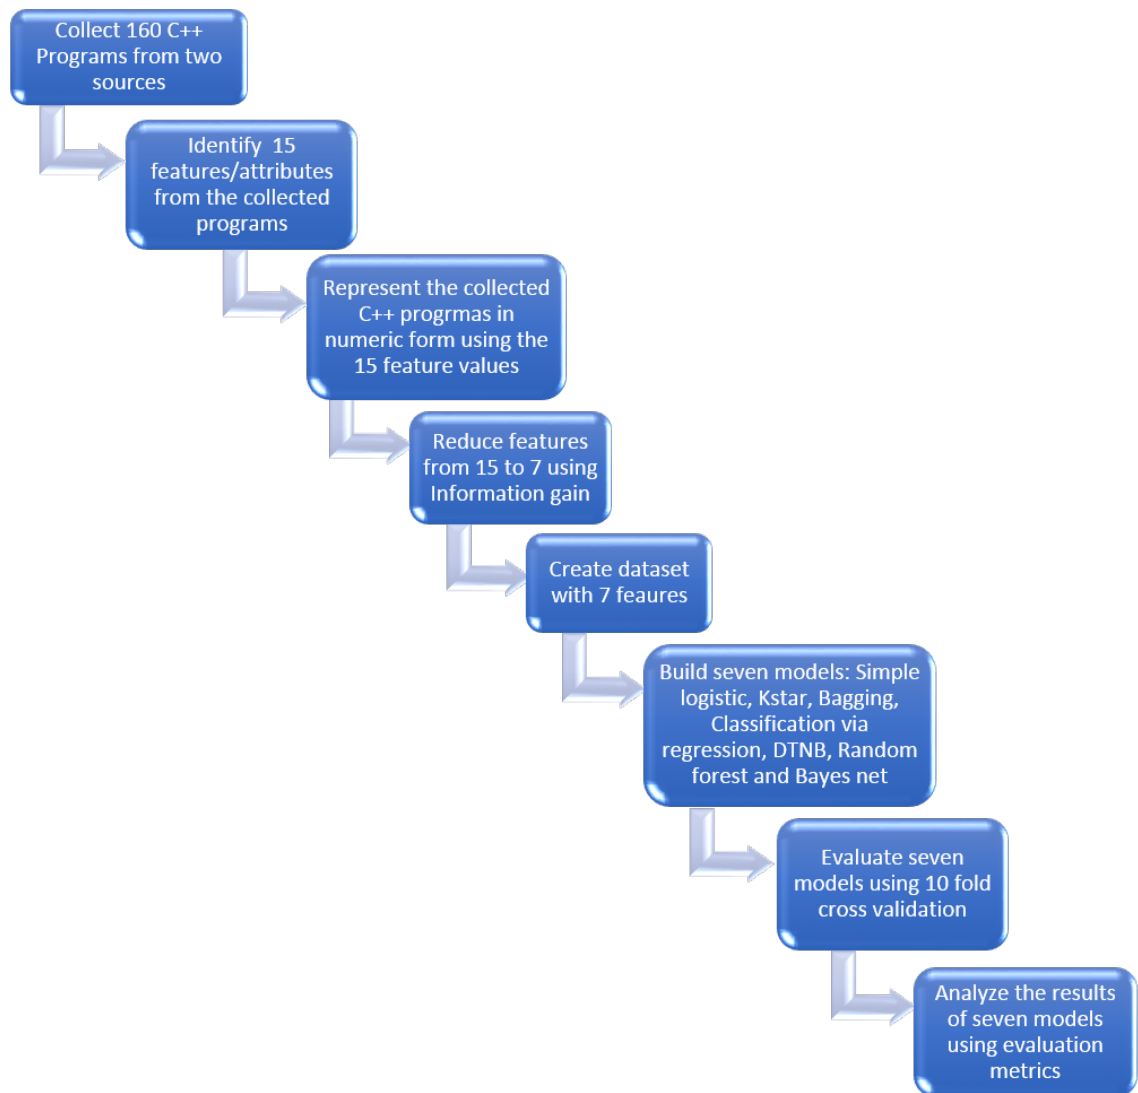 Collect 160 C++
Programs from two
sources
Identify 15
features/attributes
from the collected
programs
Represent the collected
C++ progrmas in
numeric form using the
15 feature values
Reduce features
from 15 to 7 using
Information gain
Create dataset
with 7 feaures
Build seven models: Simple
logistic, Kstar, Bagging,
Classification via
regression, DTNB, Random
forest and Bayes net
Evaluate seven
models using 10 fold
cross validation
Analyze the results
of seven models
using evaluation
metrics